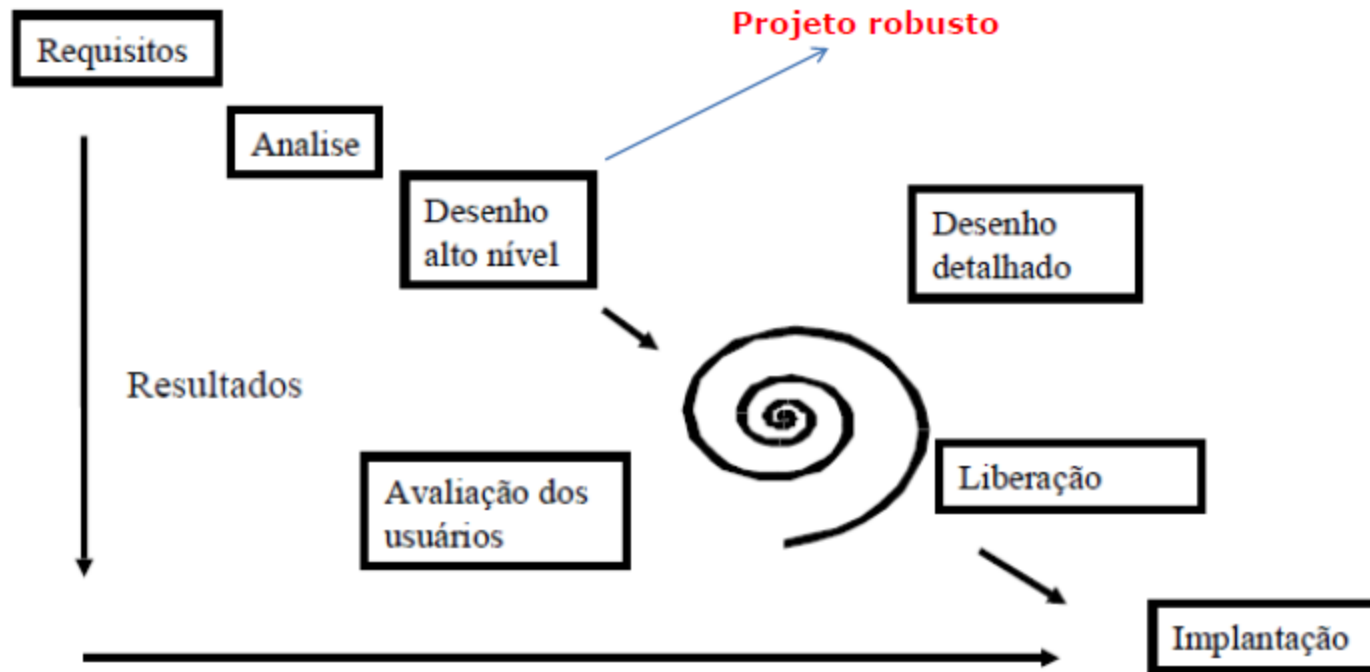 Projeto robusto
Requisitos
Analise
Desenho
alto nível
Desenho
detalhado
Resultados
Avaliação dos
usuários
Liberação
Implantação